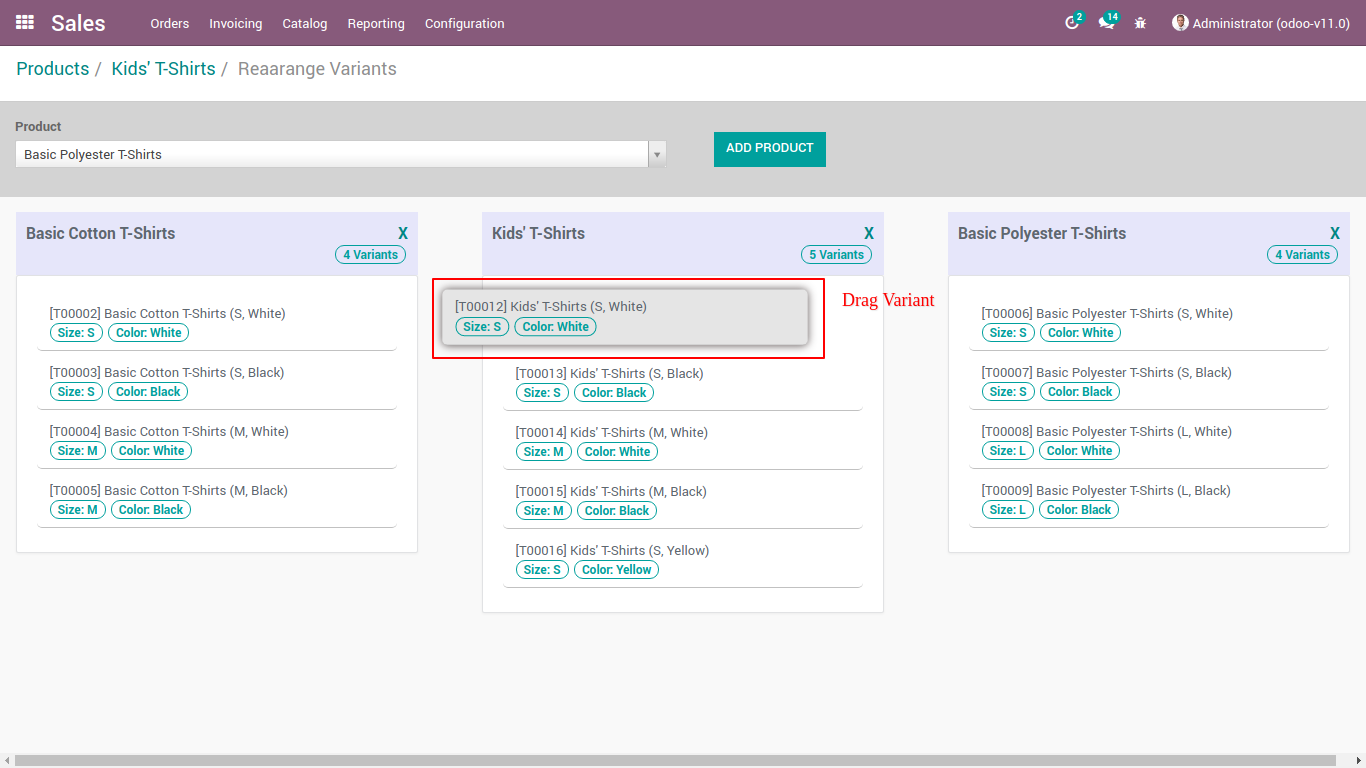 Sales Orders Invoicing Catalog Reporting Configuration 2 14 Administrator (odoo-v11.0)
Products / Kids' T-Shirts / Reaarange Variants
Product
Basic Polyester T-Shirts
ADD PRODUCT
Basic Cotton T-Shirts X
4 Variants
[T00002] Basic Cotton T-Shirts (S, White)
Size: S Color: White
[T00003] Basic Cotton T-Shirts (S, Black)
Size: S Color: Black
[T00004] Basic Cotton T-Shirts (M, White)
Size: M Color: White
[T00005] Basic Cotton T-Shirts (M, Black)
Size: M Color: Black
Kids' T-Shirts X
5 Variants
[T00012] Kids' T-Shirts (S, White)
Size: S Color: White
Drag Variant
[T00013] Kids' T-Shirts (S, Black)
Size: S Color: Black
[T00014] Kids' T-Shirts (M, White)
Size: M Color: White
[T00015] Kids' T-Shirts (M, Black)
Size: M Color: Black
[T00016] Kids' T-Shirts (S, Yellow)
Size: S Color: Yellow
Basic Polyester T-Shirts X
4 Variants
[T00006] Basic Polyester T-Shirts (S, White)
Size: S Color: White
[T00007] Basic Polyester T-Shirts (S, Black)
Size: S Color: Black
[T00008] Basic Polyester T-Shirts (L, White)
Size: L Color: White
[T00009] Basic Polyester T-Shirts (L, Black)
Size: L Color: Black